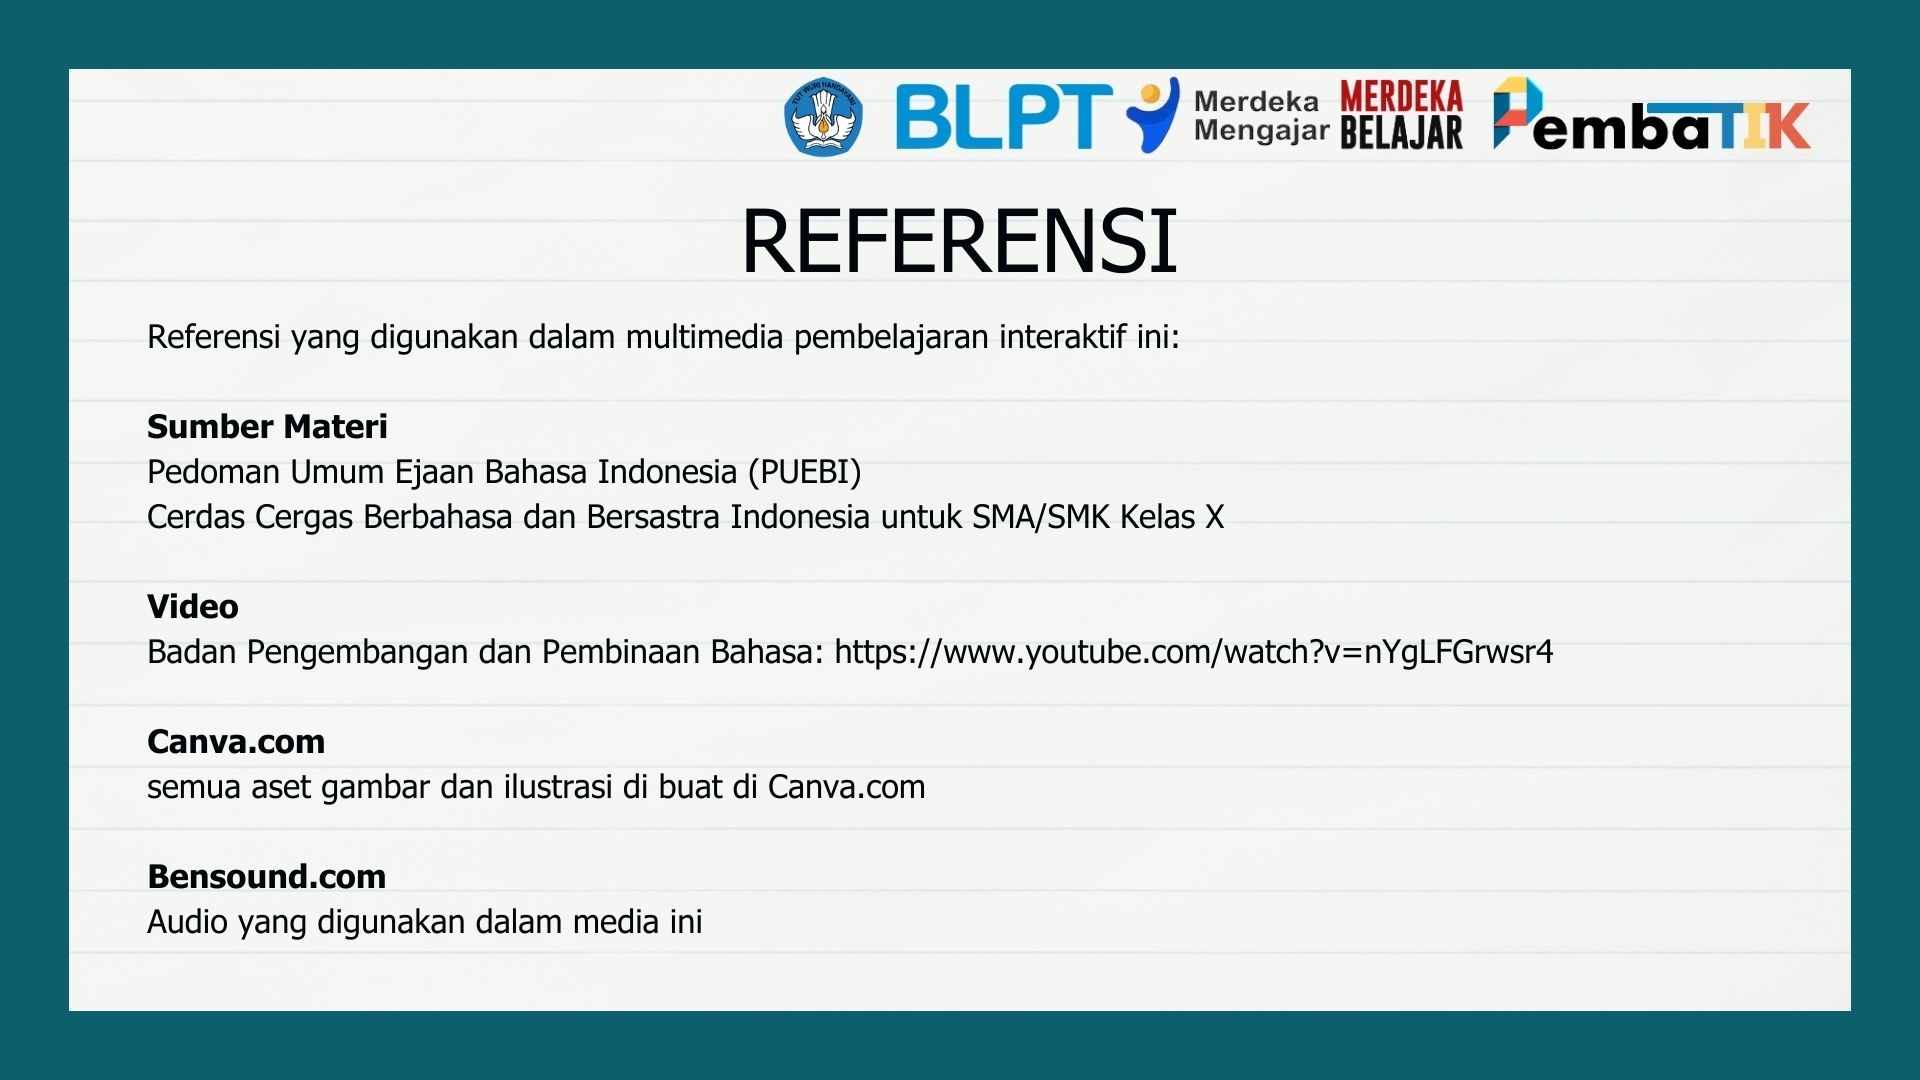 TUT WURI HANDAYANI
BLPT
Merdeka
Mengajar
MERDEKA
BELAJAR
PembaTIK
REFERENSI
Referensi yang digunakan dalam multimedia pembelajaran interaktif ini:
Sumber Materi
Pedoman Umum Ejaan Bahasa Indonesia (PUEBI)
Cerdas Cergas Berbahasa dan Bersastra Indonesia untuk SMA/SMK Kelas X
Video
Badan Pengembangan dan Pembinaan Bahasa: https://www.youtube.com/watch?v=nYgLFGrwsr4
Canva.com
semua aset gambar dan ilustrasi di buat di Canva.com
Bensound.com
Audio yang digunakan dalam media ini